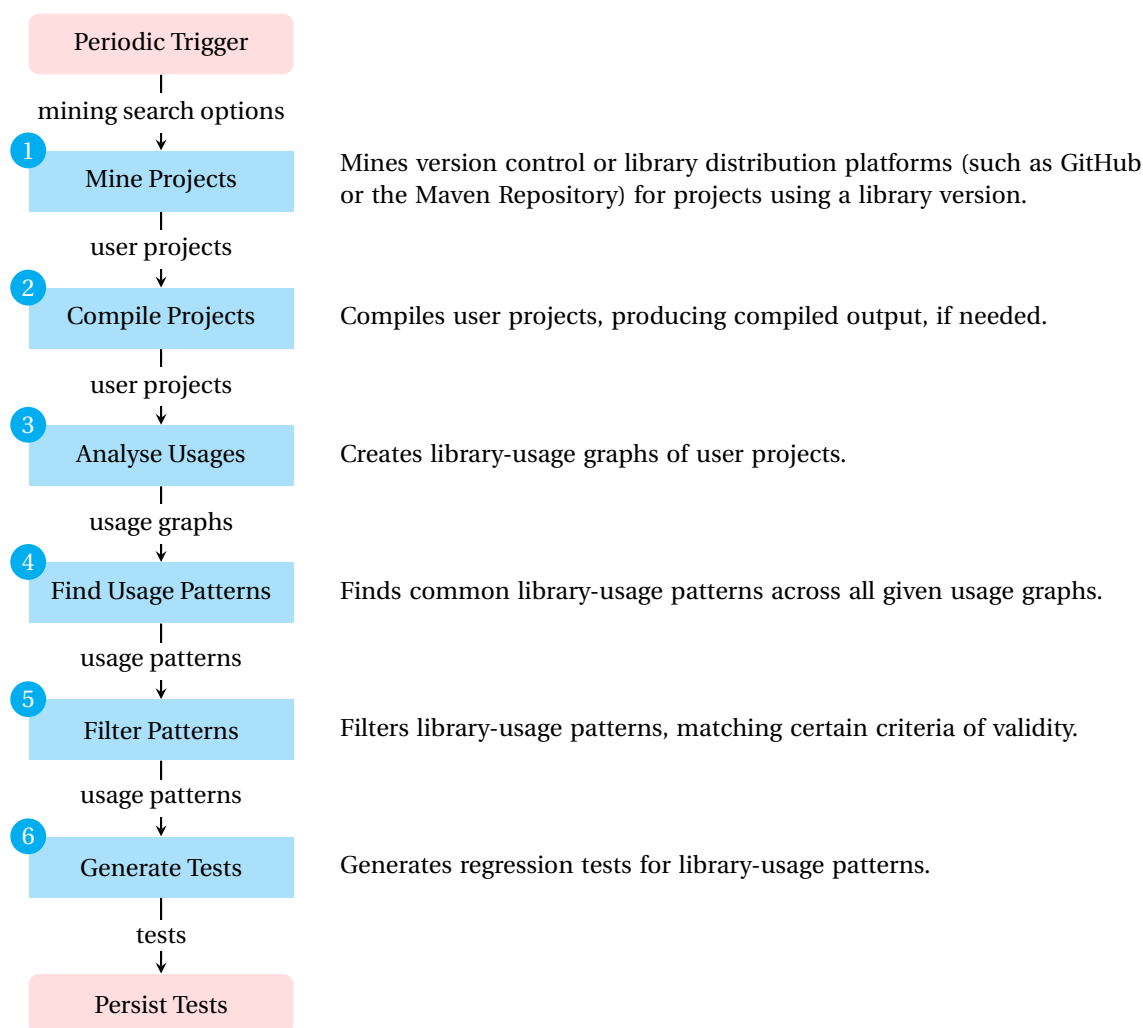 Periodic Trigger
mining search options
1
Mine Projects
Mines version control or library distribution platforms (such as GitHub
or the Maven Repository) for projects using a library version.
user projects
2
Compile Projects
Compiles user projects, producing compiled output, if needed.
user projects
3
Analyse Usages
Creates library-usage graphs of user projects.
usage graphs
4
Find Usage Patterns
Finds common library-usage patterns across all given usage graphs.
usage patterns
5
Filter Patterns
Filters library-usage patterns, matching certain criteria of validity.
usage patterns
6
Generate Tests
Generates regression tests for library-usage patterns.
tests
Persist Tests